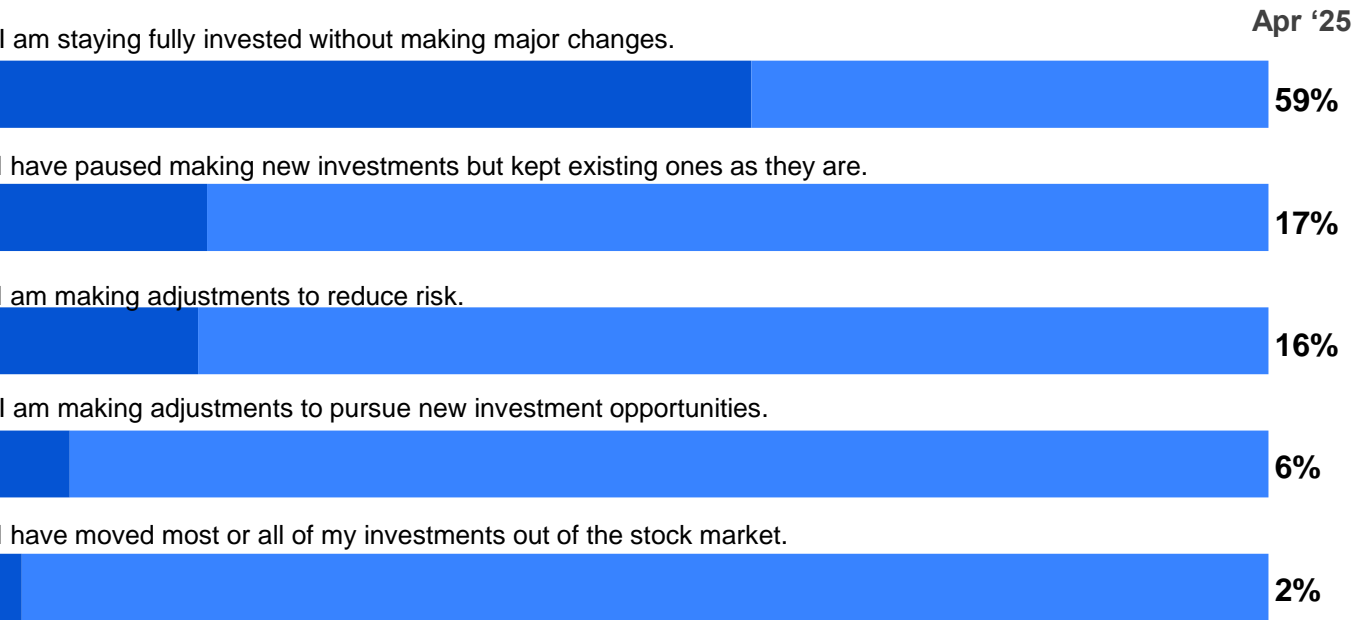 Apr ‘25
I am staying fully invested without making major changes.
59%
I have paused making new investments but kept existing ones as they are.
17%
I am making adjustments to reduce risk.
16%
I am making adjustments to pursue new investment opportunities.
6%
I have moved most or all of my investments out of the stock market.
2%